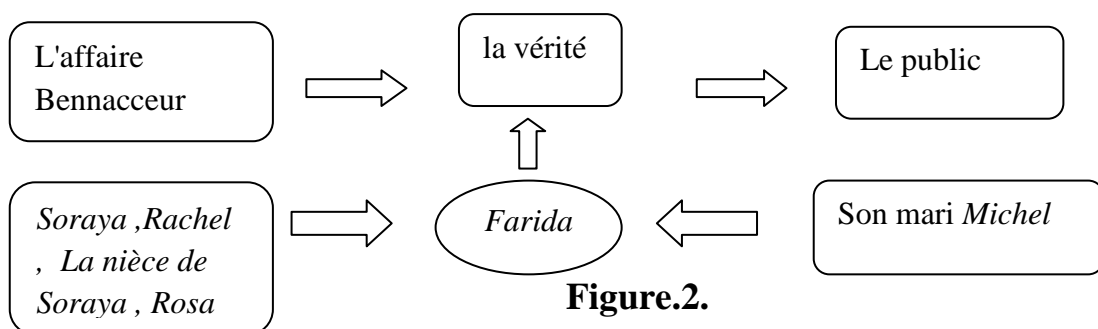 L'affaire
Bennacceur
la vérité
Le public
Soraya ,Rachel
, La nièce de
Soraya , Rosa
Farida
Son mari Michel
Figure.2.